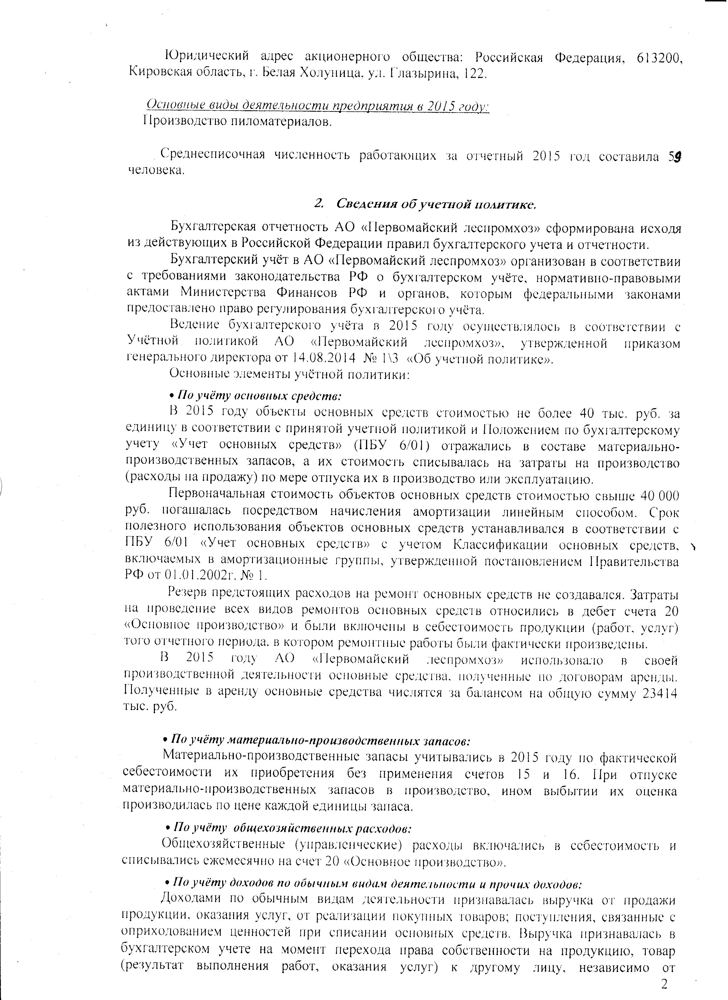 Юридический адрес акционерного общества: Российская Федерация, 613200,
Кировская область, г. Белая Холуница, ул. Глазырина, 122.
Основные виды деятельности предприятия в 2015 году:
Производство пиломатериалов.
Среднесписочная численность работающих за отчетный 2015 год составила 59
человека.
2. Сведения об учетной политике.
Бухгалтерская отчетность АО «Первомайский леспромхоз» сформирована исходя
из действующих в Российской Федерации правил бухгалтерского учета и отчетности.
Бухгалтерский учёт в АО «Первомайский леспромхоз» организован в соответствии
с требованиями законодательства РФ о бухгалтерском учёте, нормативно-правовыми
актами Министерства Финансов РФ и органов, которым федеральными законами
предоставлено право регулирования бухгалтерского учёта.
Ведение бухгалтерского учёта в 2015 году осуществлялось в соответствии с
Учётной политикой АО «Первомайский леспромхоз», утвержденной приказом
генерального директора от 14.08.2014 № 1\3 «Об учетной политике».
Основные элементы учётной политики:
• По учёту основных средств:
В 2015 году объекты основных средств стоимостью не более 40 тыс. руб. за
единицу в соответствии с принятой учетной политикой и Положением по бухгалтерскому
учету «Учет основных средств» (ПБУ 6/01) отражались в составе материально-
производственных запасов, а их стоимость списывалась на затраты на производство
(расходы на продажу) по мере отпуска их в производство или эксплуатацию.
Первоначальная стоимость объектов основных средств стоимостью свыше 40 000
руб. погашалась посредством начисления амортизации линейным способом. Срок
полезного использования объектов основных средств устанавливался в соответствии с
ПБУ 6/01 «Учет основных средств» с учетом Классификации основных средств,
включаемых в амортизационные группы, утвержденной постановлением Правительства
РФ от 01.01.2002г. № 1.
Резерв предстоящих расходов на ремонт основных средств не создавался. Затраты
на проведение всех видов ремонтов основных средств относились в дебет счета 20
«Основное производство» и были включены в себестоимость продукции (работ, услуг)
того отчетного периода, в котором ремонтные работы были фактически произведены.
В 2015 году АО «Первомайский леспромхоз» использовало в своей
производственной деятельности основные средства, полученные по договорам аренды.
Полученные в аренду основные средства числятся за балансом на общую сумму 23414
тыс. руб.
• По учёту материально-производственных запасов:
Материально-производственные запасы учитывались в 2015 году по фактической
себестоимости их приобретения без применения счетов 15 и 16. При отпуске
материально-производственных запасов в производство, ином выбытии их оценка
производилась по цене каждой единицы запаса.
• По учёту общехозяйственных расходов:
Общехозяйственные (управленческие) расходы включались в себестоимость и
списывались ежемесячно на счет 20 «Основное производство».
• По учёту доходов по обычным видам деятельности и прочих доходов:
Доходами по обычным видам деятельности признавалась выручка от продажи
продукции, оказания услуг, от реализации покупных товаров; поступления, связанные с
оприходованием ценностей при списании основных средств. Выручка признавалась в
бухгалтерском учете на момент перехода права собственности на продукцию, товар
(результат выполнения работ, оказания услуг) к другому лицу, независимо от
2